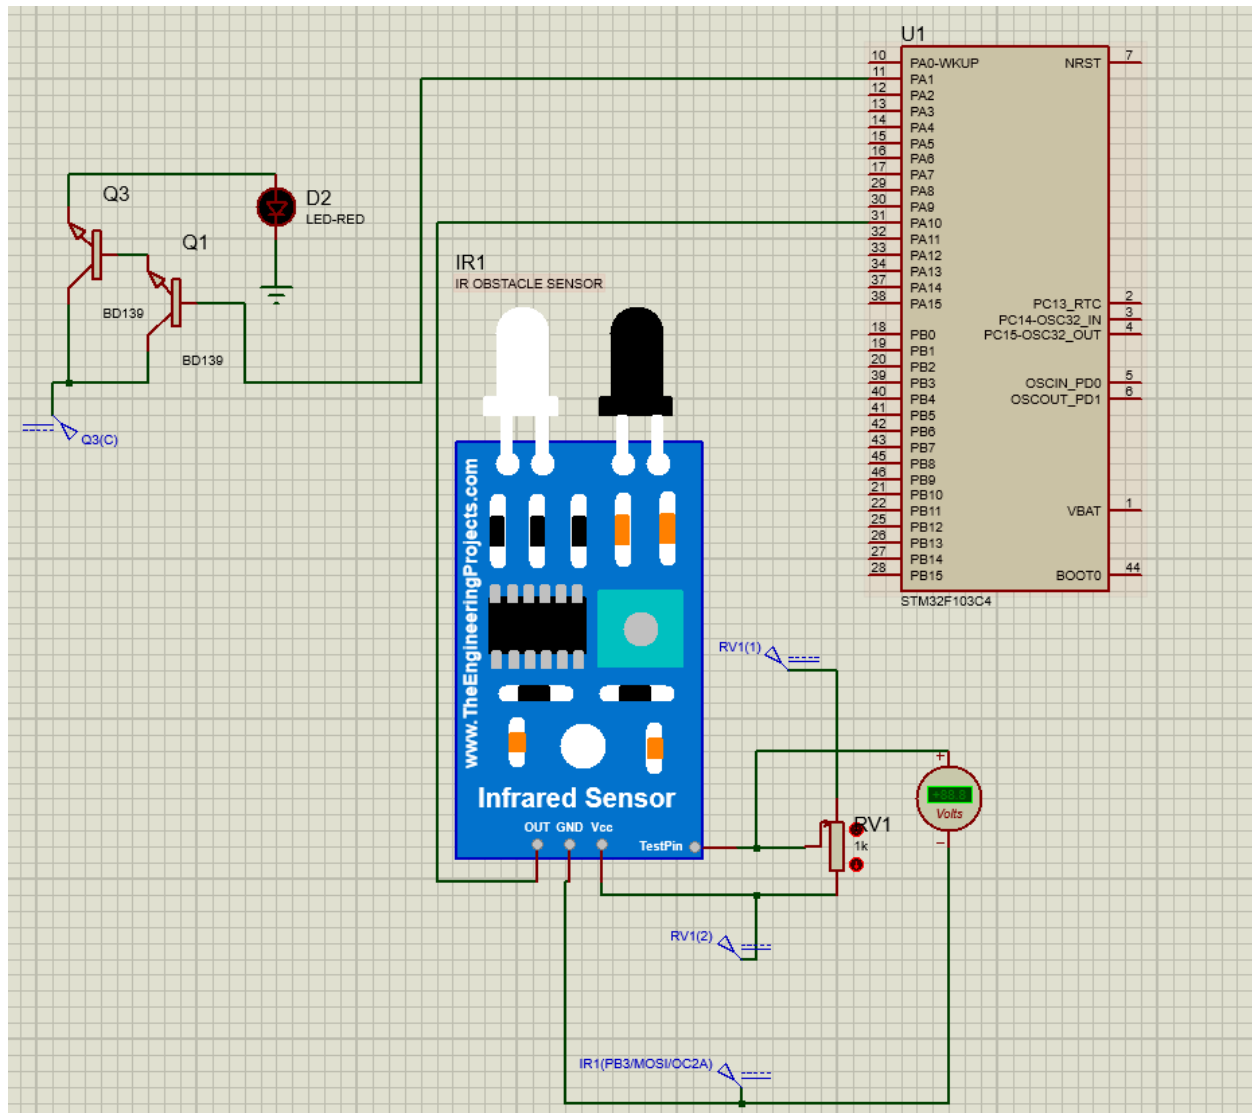 U1
10 PA0-WKUP NRST 7
11 PA1
12 PA2
13 PA3
14 PA4
15 PA5
16 PA6
17 PA7
29 PA8
30 PA9
31 PA10
32 PA11
33 PA12
34 PA13
37 PA14
38 PA15 PC13_RTC 2
PC14-OSC32_IN 3
18 PB0 PC15-OSC32_OUT 4
19 PB1
20 PB2
39 PB3 OSCIN_PD0 5
40 PB4 OSCOUT_PD1 6
41 PB5
42 PB6
43 PB7
45 PB8
46 PB9
21 PB10
22 PB11 VBAT 1
25 PB12
26 PB13
27 PB14
28 PB15 BOOT0 44
STM32F103C4
Q3
BD139
Q1
BD139
D2
LED-RED
Q3(C)
IR1
IR OBSTACLE SENSOR
www.TheEngineeringProjects.com
Infrared Sensor
OUT GND Vcc
TestPin
RV1(1)
RV1
1k
+88.8
Volts
+
−
RV1(2)
IR1(PB3/MOSI/OC2A)